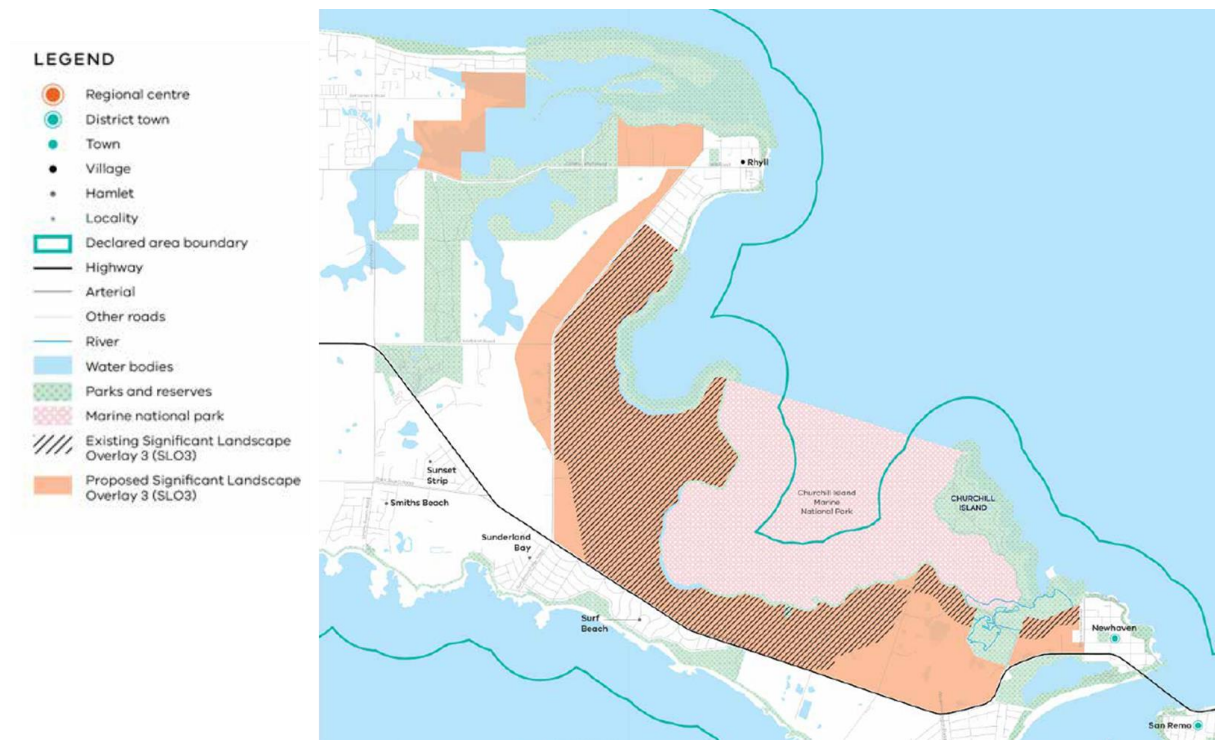 LEGEND
Regional centre
District town
Town
Village
Hamlet
Locality
Declared area boundary
Highway
Arterial
Other roads
River
Water bodies
Parks and reserves
Marine national park
Existing Significant Landscape
Overlay 3 (SLO3)
Proposed Significant Landscape
Overlay 3 (SLO3)
Rhyll
Sunset
Strip
Smiths Beach
Sunderland
Bay
Surf
Beach
Churchill Island
Marine
National Park
CHURCHILL
ISLAND
Newhaven
San Remo